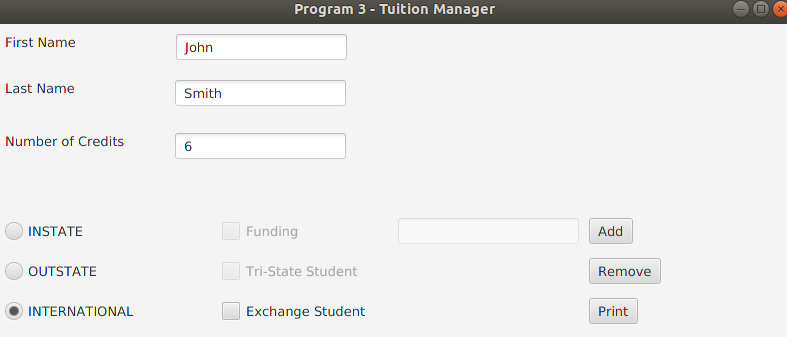 Program 3 - Tuition Manager
First Name John
Last Name Smith
Number of Credits 6
INSTATE Funding Add
OUTSTATE Tri-State Student Remove
INTERNATIONAL Exchange Student Print